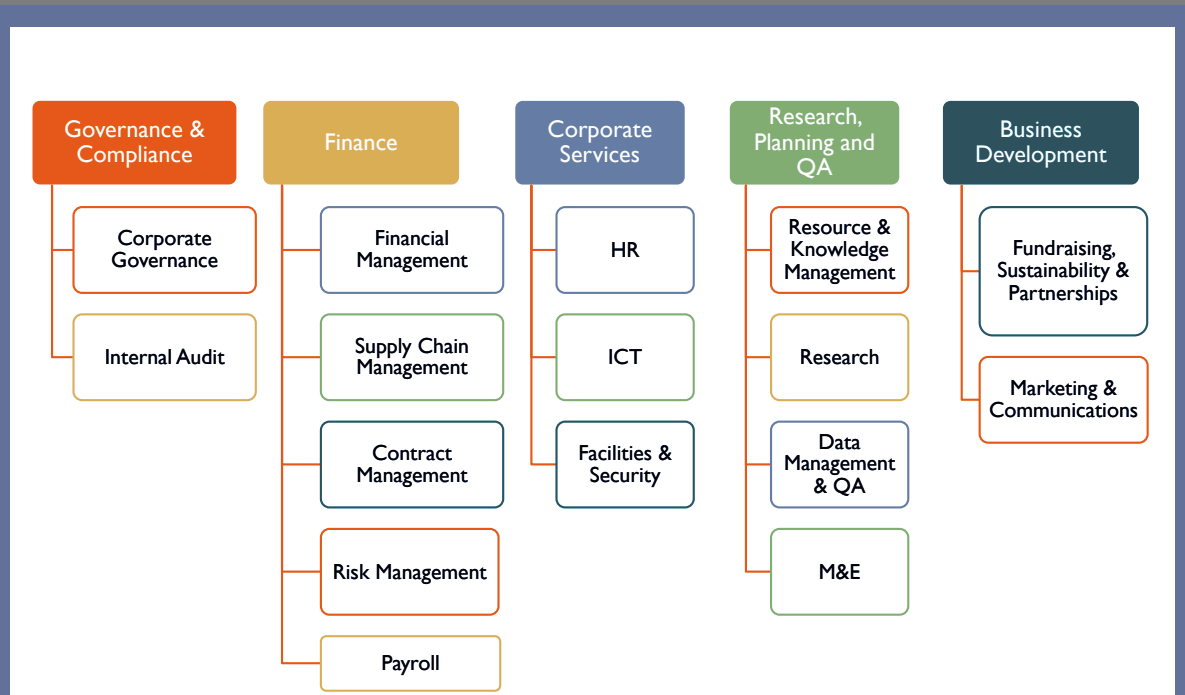 Governance &
Compliance
Corporate
Governance
Internal Audit
Finance
Financial
Management
Supply Chain
Management
Contract
Management
Risk Management
Payroll
Corporate
Services
HR
ICT
Facilities &
Security
Research,
Planning and
QA
Resource &
Knowledge
Management
Research
Data
Management
& QA
M&E
Business
Development
Fundraising,
Sustainability &
Partnerships
Marketing &
Communications